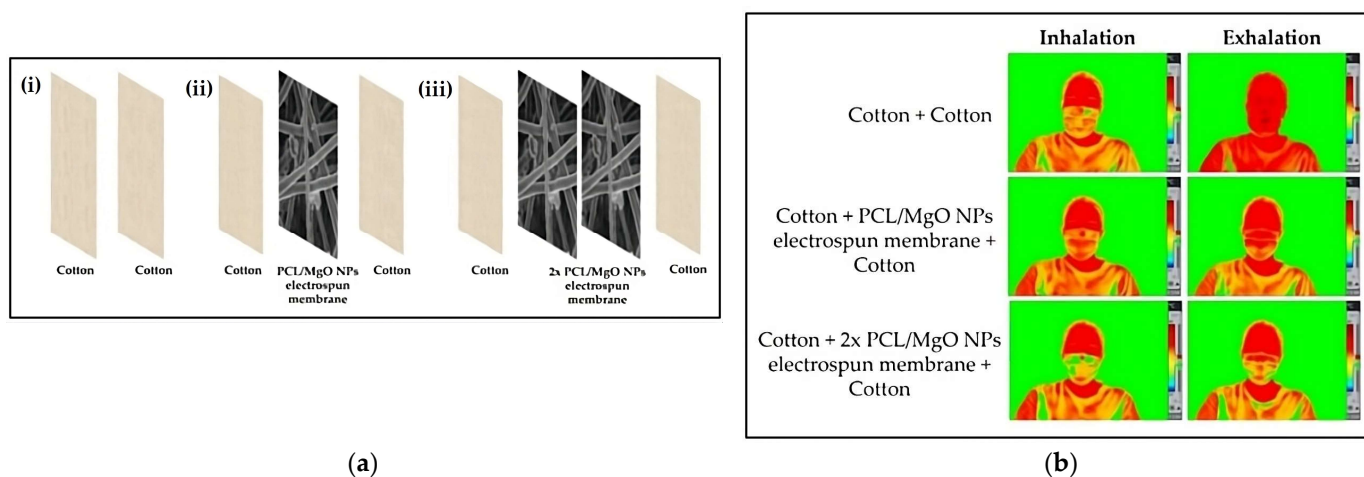 (i)
(ii)
(iii)
Cotton
Cotton
Cotton
PCL/MgO NPs
electrospun
membrane
Cotton
Cotton
2x PCL/MgO NPs
electrospun
membrane
Cotton
(a)
Inhalation
Exhalation
Cotton + Cotton
Cotton + PCL/MgO NPs
electrospun membrane +
Cotton
Cotton + 2x PCL/MgO NPs
electrospun membrane +
Cotton
(b)